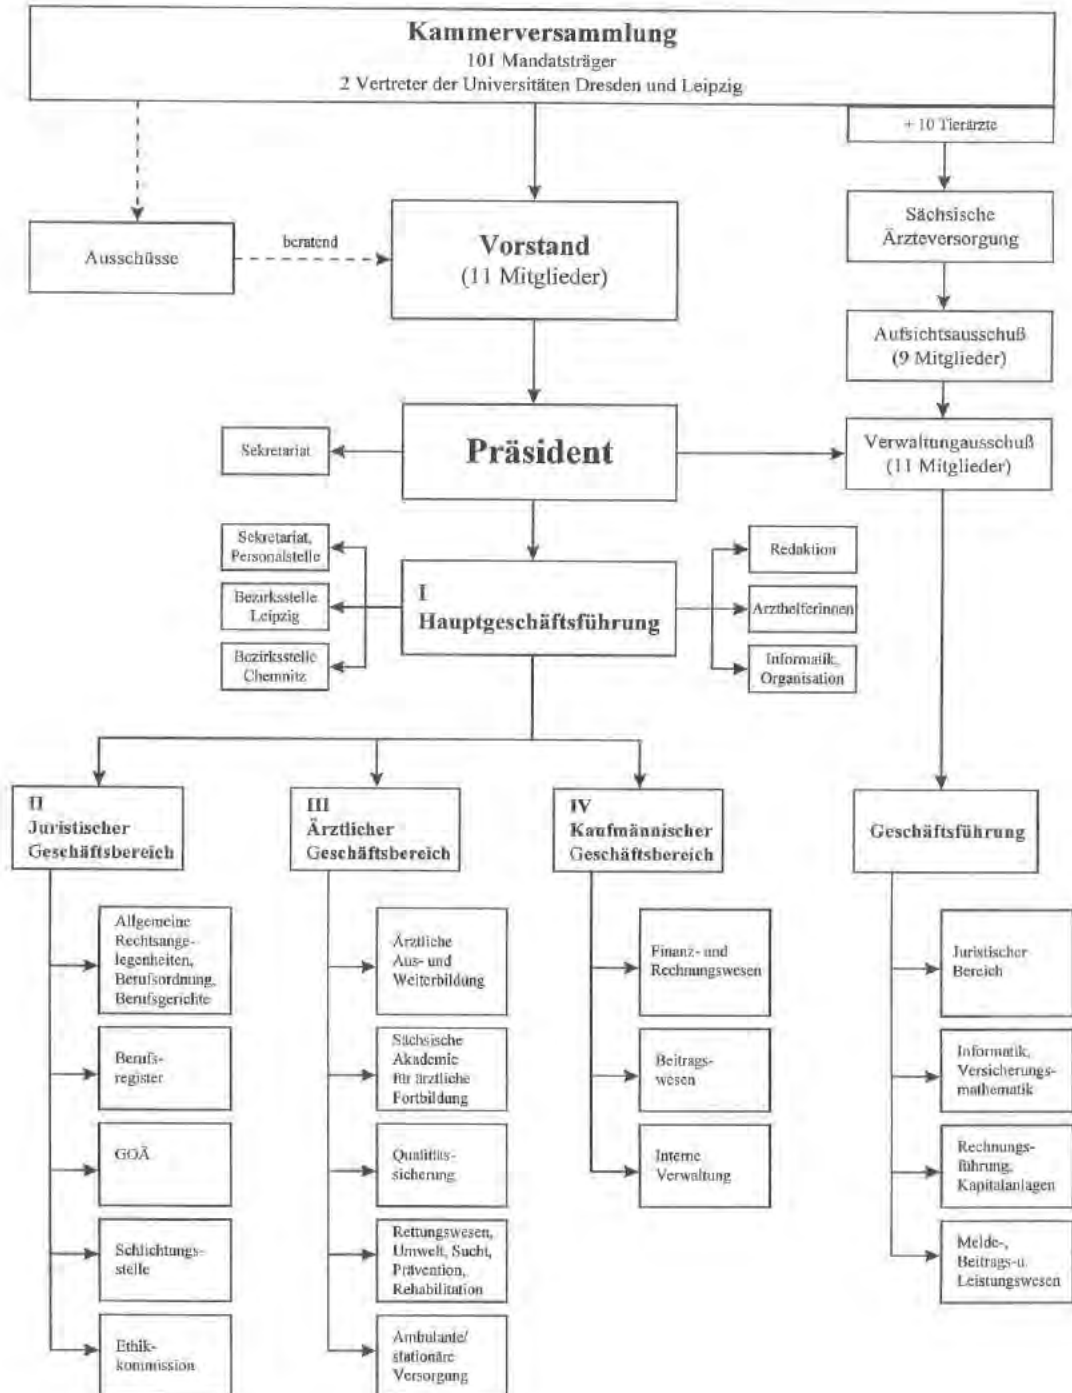 Kammerversammlung
101 Mandatsträger
2 Vertreter der Universitäten Dresden und Leipzig
+ 10 Tierärzte
Ausschüsse
beratend
Vorstand
(11 Mitglieder)
Sächsische
Ärzteversorgung
Aufsichtsausschuß
(9 Mitglieder)
Sekretariat
Präsident
Verwaltungausschuß
(11 Mitglieder)
Sekretariat,
Personalstelle
Bezirksstelle
Leipzig
Bezirksstelle
Chemnitz
I
Hauptgeschäftsführung
Redaktion
Arzthelferinnen
Informatik,
Organisation
II
Juristischer
Geschäftsbereich
III
Ärztlicher
Geschäftsbereich
IV
Kaufmännischer
Geschäftsbereich
Geschäftsführung
Allgemeine
Rechtsange-
legenheiten,
Berufsordnung,
Berufsgerichte
Berufs-
register
GOÄ
Schlichtungs-
stelle
Ethik-
kommission
Ärztliche
Aus- und
Weiterbildung
Sächsische
Akademie
für ärztliche
Fortbildung
Qualitäts-
sicherung
Rettungswesen,
Umwelt, Sucht,
Prävention,
Rehabilitation
Ambulante/
stationäre
Versorgung
Finanz- und
Rechnungswesen
Beitrags-
wesen
Interne
Verwaltung
Juristischer
Bereich
Informatik,
Versicherungs-
mathematik
Rechnungs-
führung,
Kapitalanlagen
Melde-,
Beitrags-u.
Leistungswesen